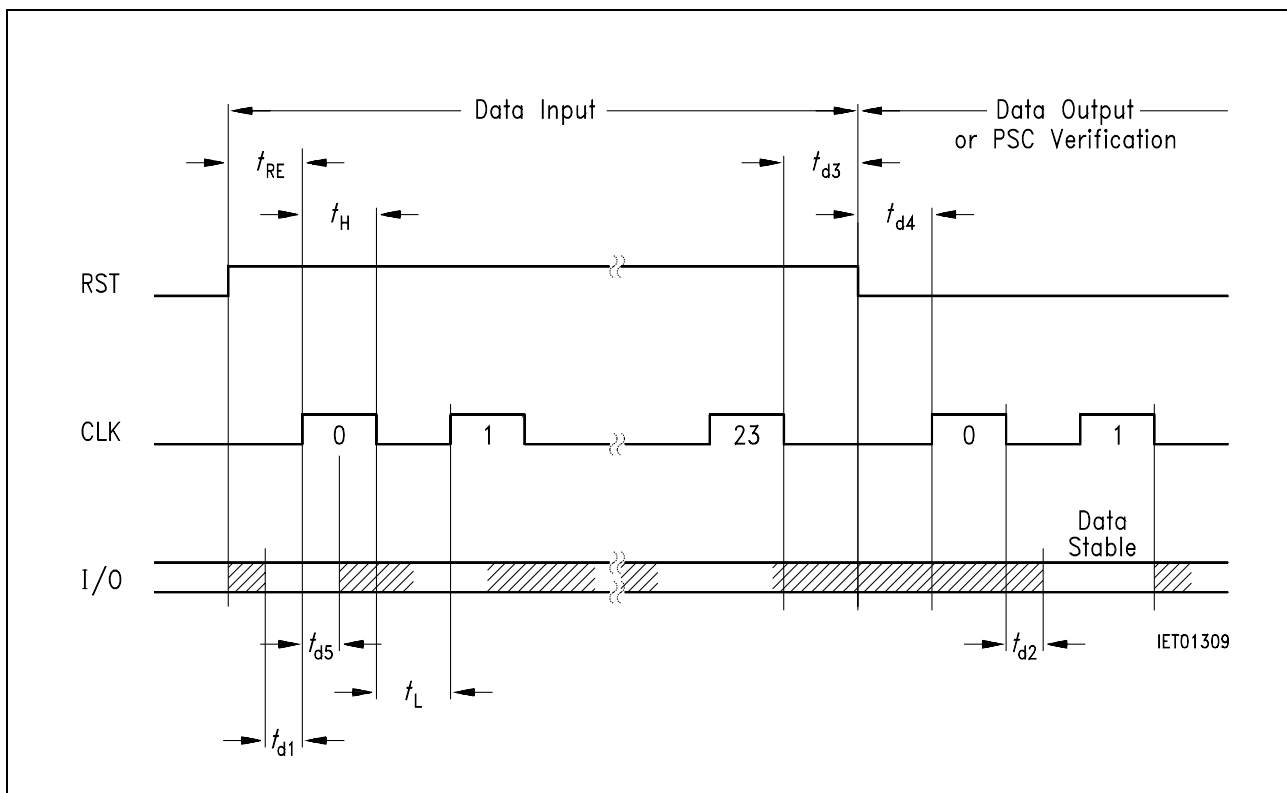 Data Input
Data Output
or PSC Verification
tRE
td3
tH
td4
RST
CLK
0
1
23
0
1
Data
Stable
I/O
td5
td2
IET01309
tL
td1